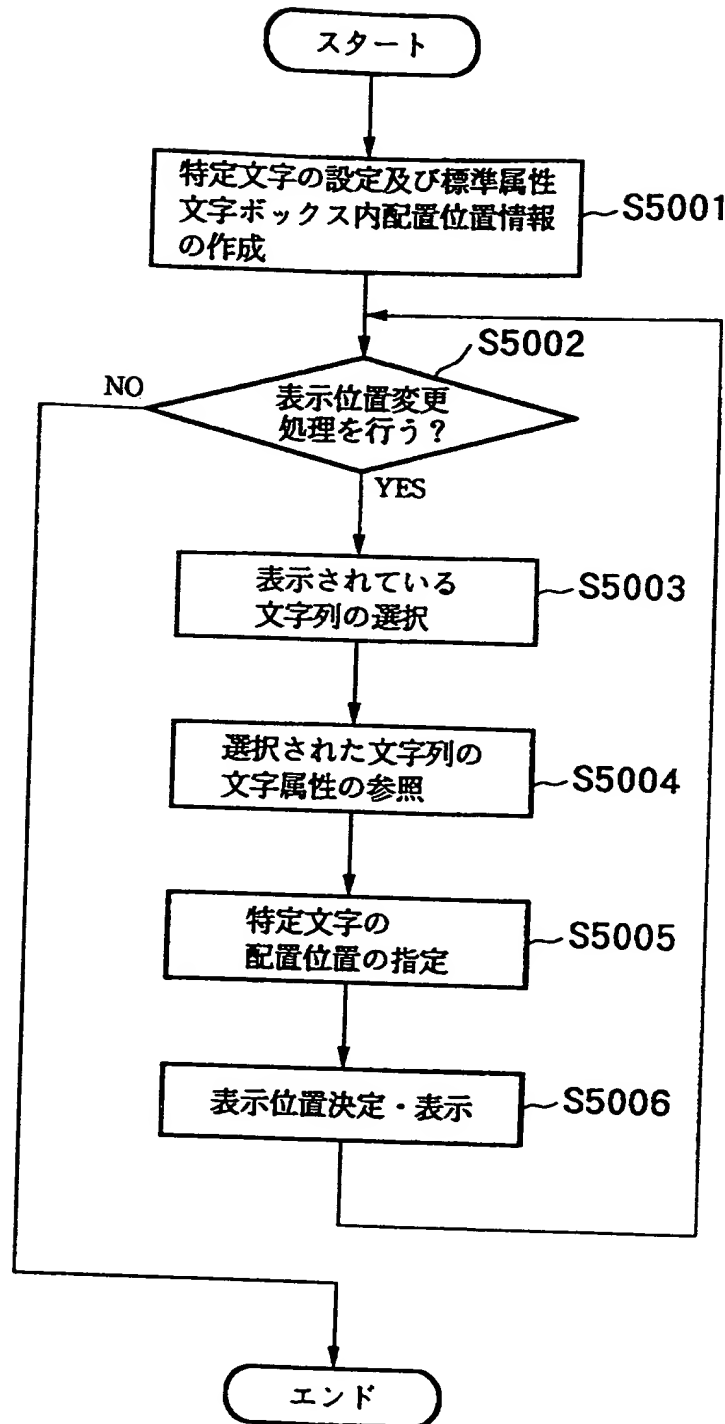 スタート
特定文字の設定及び標準属性
文字ボックス内配置位置情報
の作成
S5001
S5002
NO
表示位置変更
処理を行う?
YES
表示されている
文字列の選択
S5003
選択された文字列の
文字属性の参照
S5004
特定文字の
配置位置の指定
S5005
表示位置決定・表示
S5006
エンド